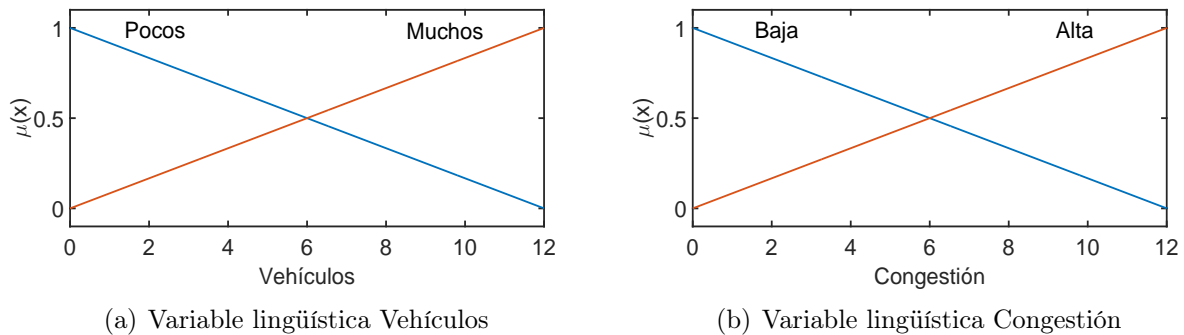 Pocos Muchos
1
0.5
0
μ(x)
0 2 4 6 8 10 12
Vehículos
(a) Variable lingüística Vehículos
Baja Alta
1
0.5
0
μ(x)
0 2 4 6 8 10 12
Congestión
(b) Variable lingüística Congestión